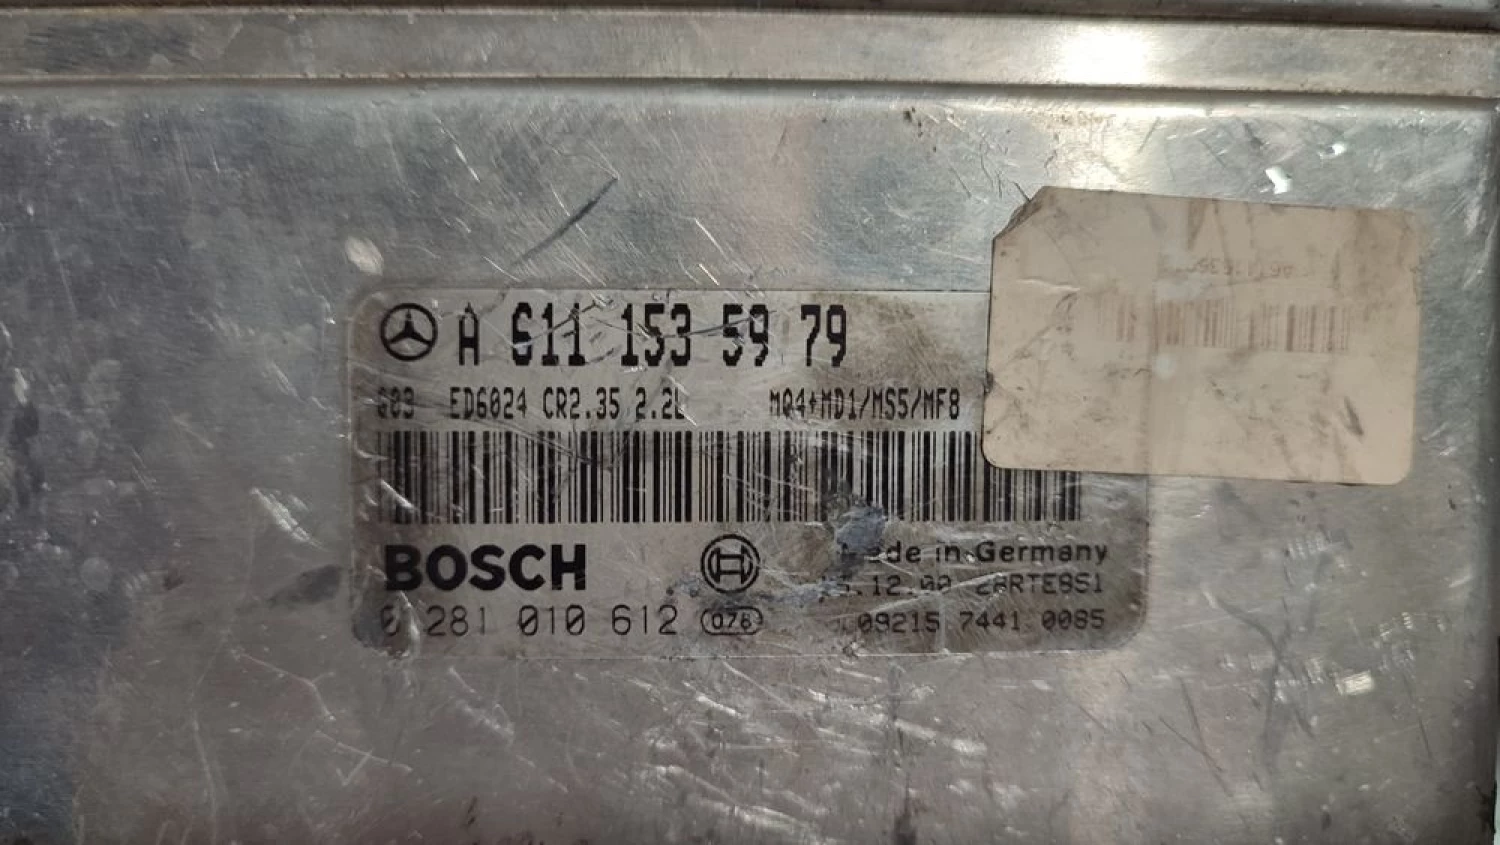 A 611 153 59 79
G03 ED6024 CR2.35 2.2L MQ4*MD1/MS5/MF8
BOSCH
in Germany
0 281 010 612 076
09215 7441 0085